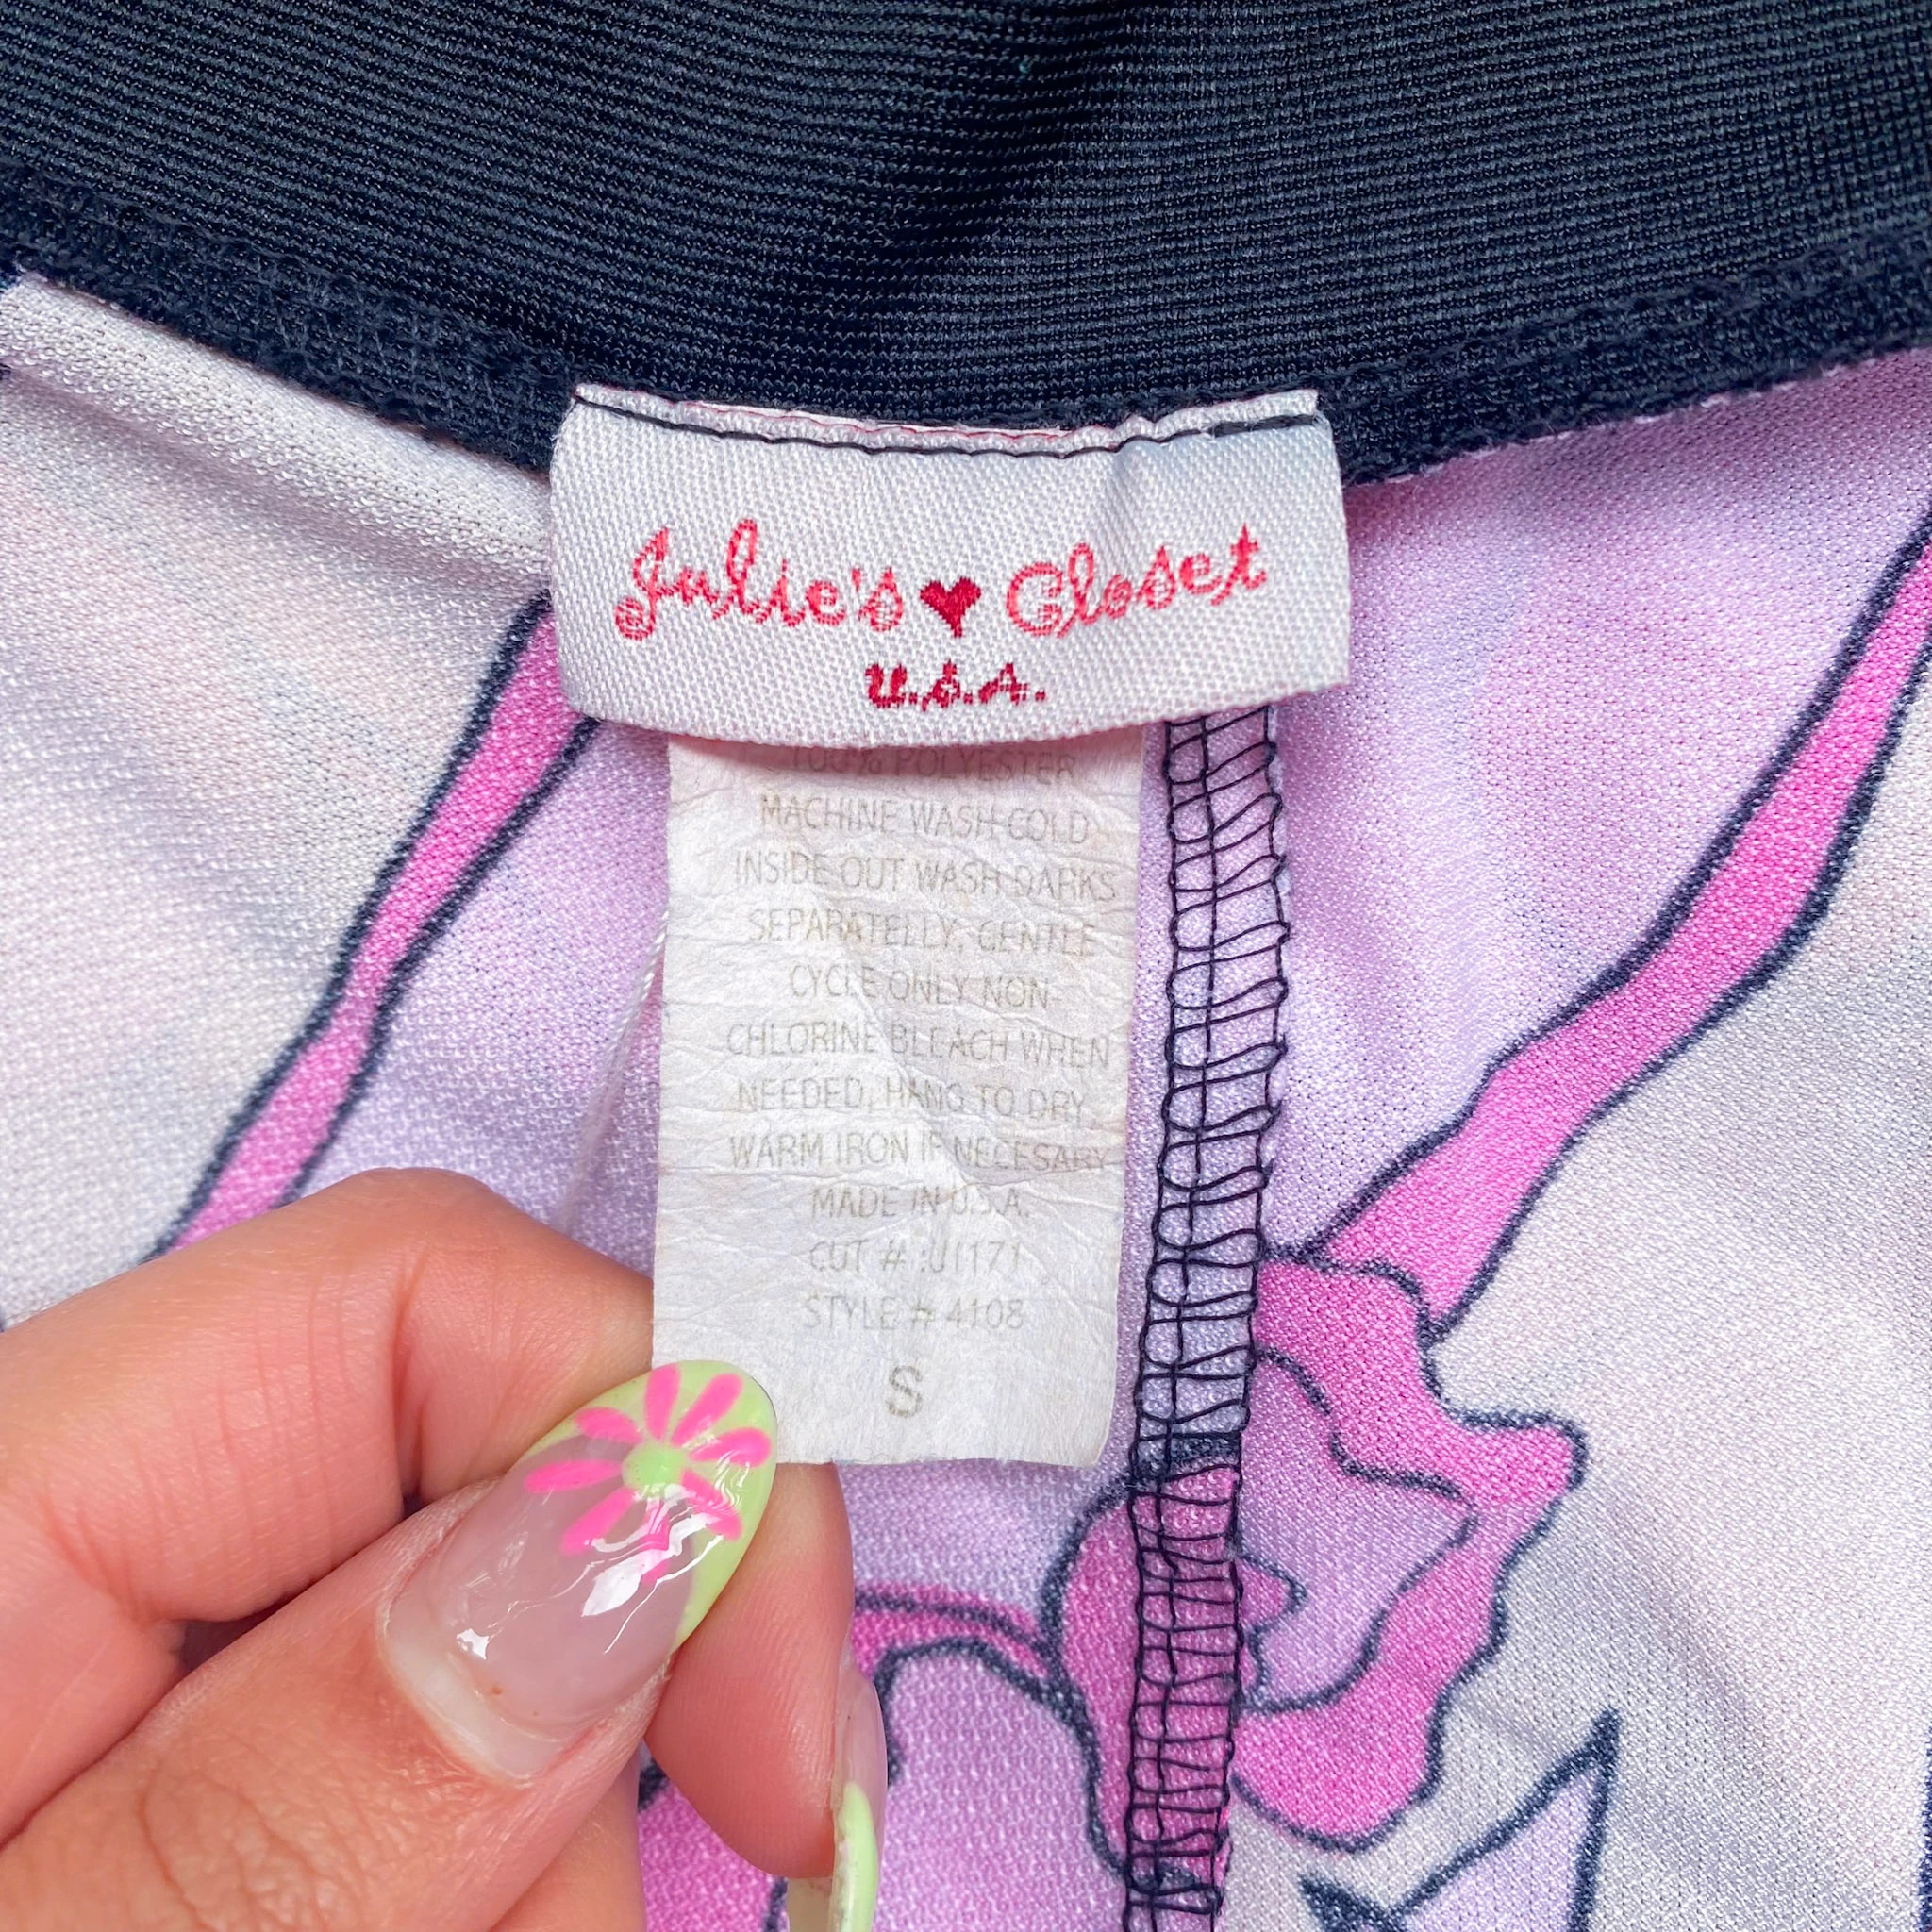 Julie's ♥ Closet
U.S.A.
100% POLYESTER
MACHINE WASH COLD
INSIDE OUT WASH DARKS
SEPARATELLY. GENTLE
CYCLE ONLY NON-
CHLORINE BLEACH WHEN
NEEDED, HANG TO DRY,
WARM IRON IF NECESARY
MADE IN U.S.A.
CUT # :U1171
STYLE # 4108
S